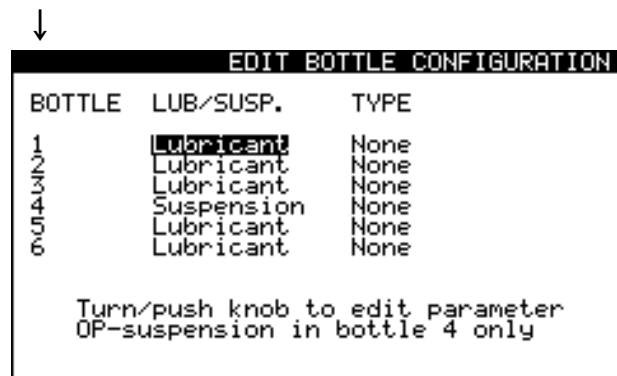 ↓
EDIT BOTTLE CONFIGURATION
BOTTLE LUB/SUSP. TYPE
1 Lubricant None
2 Lubricant None
3 Lubricant None
4 Suspension None
5 Lubricant None
6 Lubricant None
Turn/push knob to edit parameter
OP-suspension in bottle 4 only